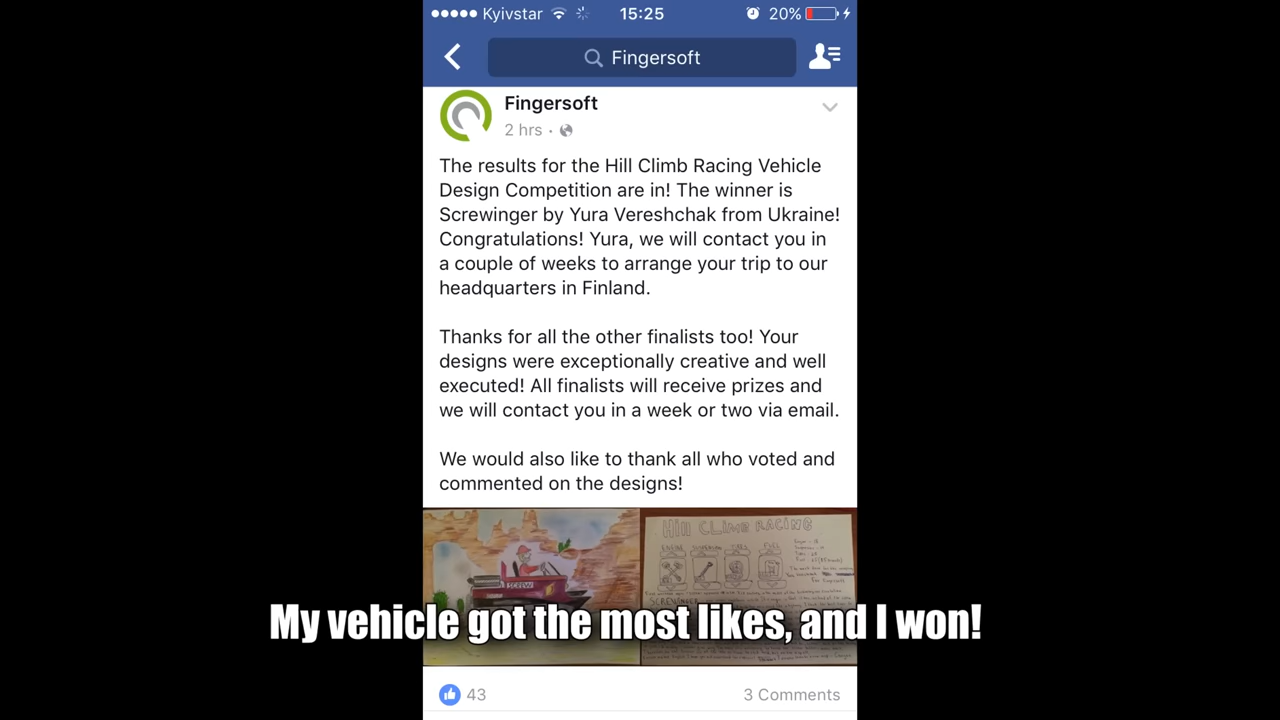 Kyivstar 15:25 20%
Fingersoft
Fingersoft
2 hrs
The results for the Hill Climb Racing Vehicle
Design Competition are in! The winner is
Screwinger by Yura Vereshchak from Ukraine!
Congratulations! Yura, we will contact you in
a couple of weeks to arrange your trip to our
headquarters in Finland.
Thanks for all the other finalists too! Your
designs were exceptionally creative and well
executed! All finalists will receive prizes and
we will contact you in a week or two via email.
We would also like to thank all who voted and
commented on the designs!
Hill CLIMB RACING
ENGINE
FUEL
SCREW
My vehicle got the most likes, and I won!
43 3 Comments